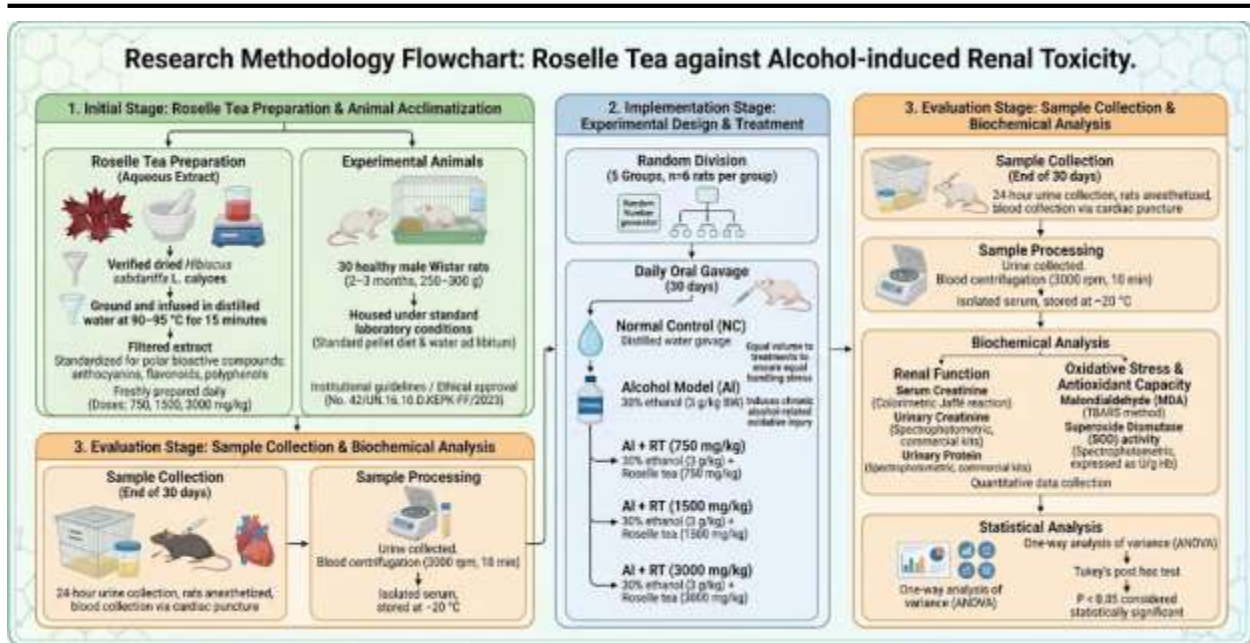 Research Methodology Flowchart: Roselle Tea against Alcohol-induced Renal Toxicity.
1. Initial Stage: Roselle Tea Preparation & Animal Acclimatization
Roselle Tea Preparation
(Aqueous Extract)
Verified dried Hibiscus
sabdariffa L. calyoes
Ground and infused in distilled
water at 90–95 °C for 15 minutes
Filtered extract
Standardized for polar bioactive compounds:
anthocyanins, flavonoids, polyphenols
Freshly prepared daily
(Doses: 750, 1500, 3000 mg/kg)
Experimental Animals
30 healthy male Wistar rats
(2–3 months, 250–300 g)
Housed under standard
laboratory conditions
(Standard pellet diet & water ad libitum)
Institutional guidelines / Ethical approval
(No. 42/UN.16.10.D.KEPK-FF/2023)
3. Evaluation Stage: Sample Collection & Biochemical Analysis
Sample Collection
(End of 30 days)
24-hour urine collection, rats anesthetized,
blood collection via cardiac puncture
Sample Processing
Urine collected.
Blood centrifugation (3000 rpm, 10 min)
Isolated serum,
stored at −20 °C
2. Implementation Stage:
Experimental Design & Treatment
Random Division
(5 Groups, n=6 rats per group)
Random
Number
generator
Daily Oral Gavage
(30 days)
Normal Control (NC)
Distilled water gavage
Equal volume to
treatments to
ensure equal
handling stress
Alcohol Model (Al)
30% ethanol (3 g/kg BW)
Induces chronic
alcohol-related
oxidative injury
Al + RT (750 mg/kg)
30% ethanol (3 g/kg) +
Roselle tea (750 mg/kg)
Al + RT (1500 mg/kg)
30% ethanol (3 g/kg) +
Roselle tea (1500 mg/kg)
Al + RT (3000 mg/kg)
30% ethanol (3 g/kg) +
Roselle tea (3000 mg/kg)
3. Evaluation Stage: Sample Collection &
Biochemical Analysis
Sample Collection
(End of 30 days)
24-hour urine collection, rats anesthetized,
blood collection via cardiac puncture
Sample Processing
Urine collected.
Blood centrifugation (3000 rpm, 10 min)
Isolated serum, stored at −20 °C
Biochemical Analysis
Renal Function
Serum Creatinine
(Colorimetric Jaffé reaction)
Urinary Creatinine
(Spectrophotometric,
commercial kits)
Urinary Protein
(Spectrophotometric, commercial kits)
Oxidative Stress &
Antioxidant Capacity
Malondialdehyde (MDA)
(TBARS method)
Superoxide Dismutase
(SOD) activity
(Spectrophotometric,
expressed as U/g Hb)
Quantitative data collection
Statistical Analysis
One-way analysis of
variance (ANOVA)
One-way analysis of variance (ANOVA)
Tukey's post hoc test
P < 0.05 considered
statistically significant